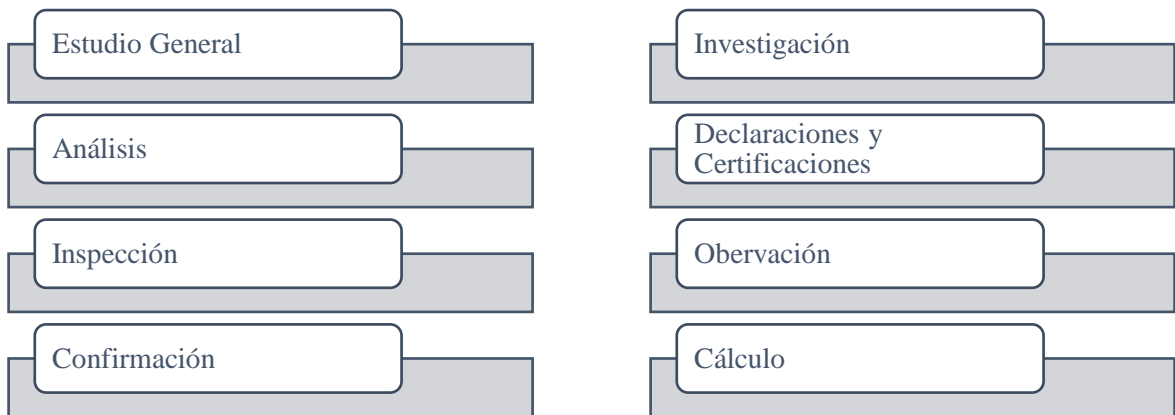 Estudio General
Análisis
Inspección
Confirmación
Investigación
Declaraciones y
Certificaciones
Obervación
Cálculo